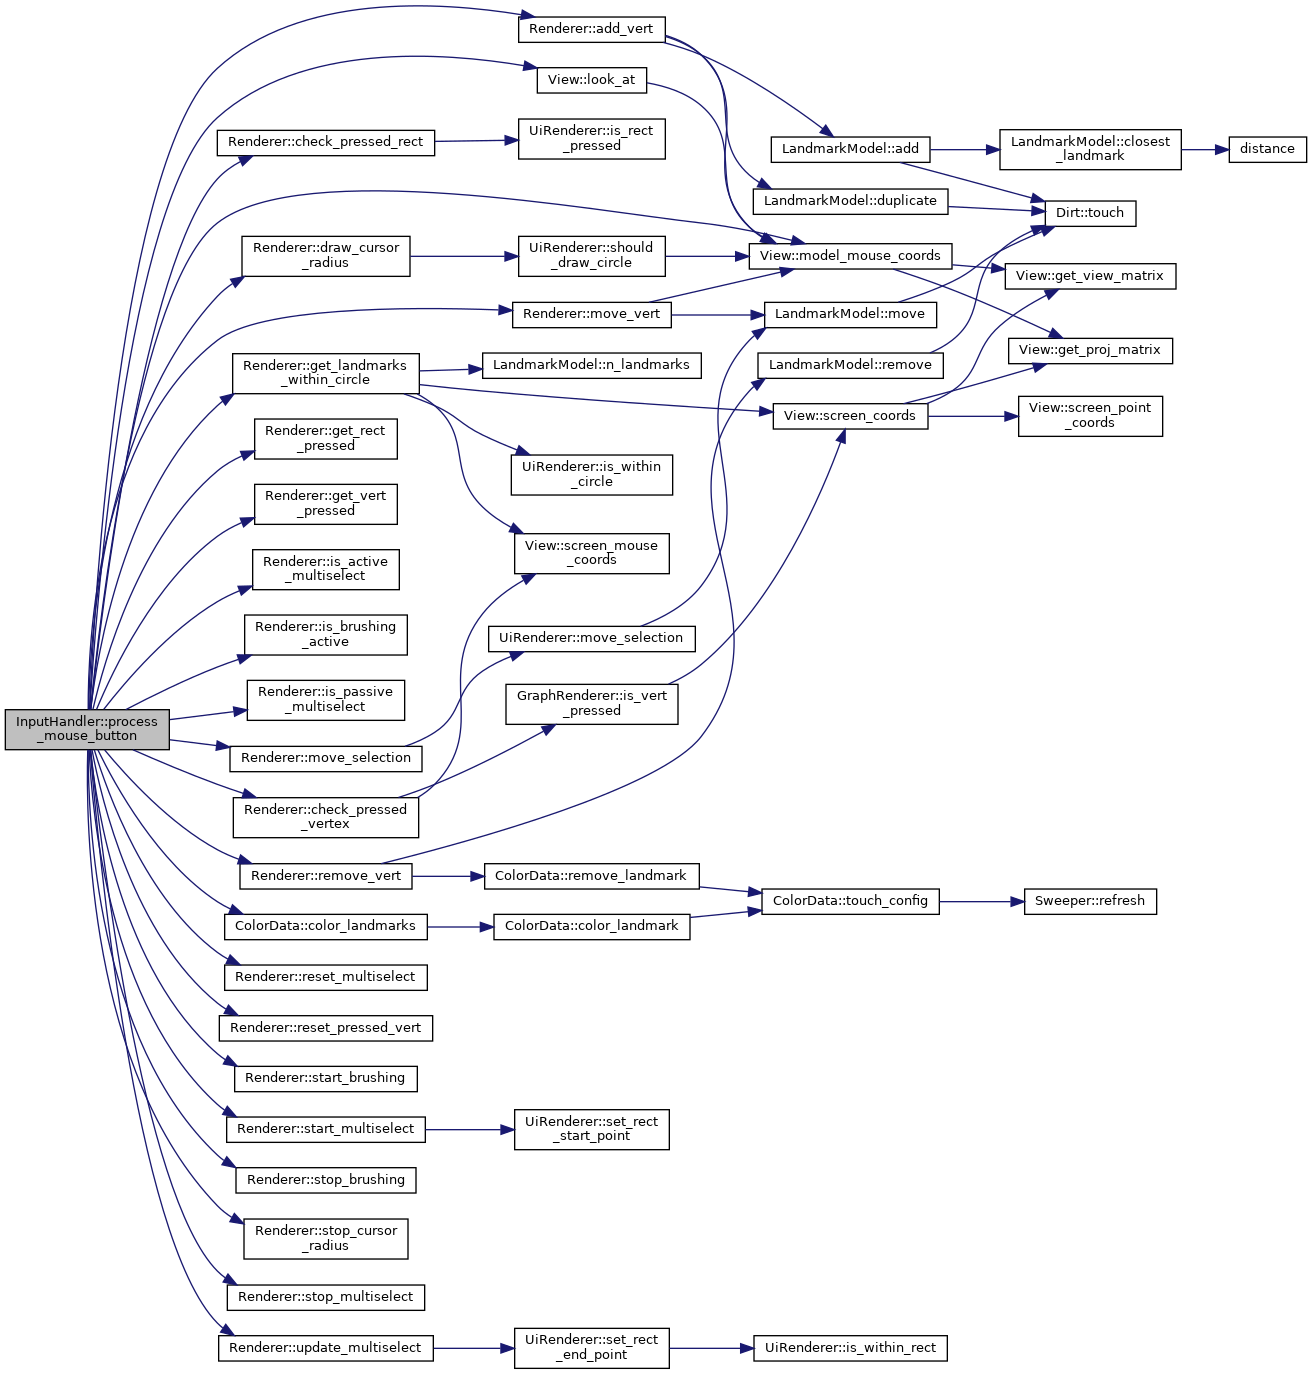 Renderer::add_vert
View::look_at
Renderer::check_pressed_rect
UiRenderer::is_rect
_pressed
LandmarkModel::add
LandmarkModel::closest
_landmark
distance
LandmarkModel::duplicate
Dirt::touch
Renderer::draw_cursor
_radius
UiRenderer::should
_draw_circle
View::model_mouse_coords
View::get_view_matrix
Renderer::move_vert
LandmarkModel::move
View::get_proj_matrix
Renderer::get_landmarks
_within_circle
LandmarkModel::n_landmarks
LandmarkModel::remove
View::screen_coords
View::screen_point
_coords
Renderer::get_rect
_pressed
UiRenderer::is_within
_circle
Renderer::get_vert
_pressed
View::screen_mouse
_coords
Renderer::is_active
_multiselect
Renderer::is_brushing
_active
UiRenderer::move_selection
Renderer::is_passive
_multiselect
GraphRenderer::is_vert
_pressed
InputHandler::process
_mouse_button
Renderer::move_selection
Renderer::check_pressed
_vertex
Renderer::remove_vert
ColorData::remove_landmark
ColorData::touch_config
Sweeper::refresh
ColorData::color_landmarks
ColorData::color_landmark
Renderer::reset_multiselect
Renderer::reset_pressed_vert
Renderer::start_brushing
Renderer::start_multiselect
UiRenderer::set_rect
_start_point
Renderer::stop_brushing
Renderer::stop_cursor
_radius
Renderer::stop_multiselect
Renderer::update_multiselect
UiRenderer::set_rect
_end_point
UiRenderer::is_within_rect